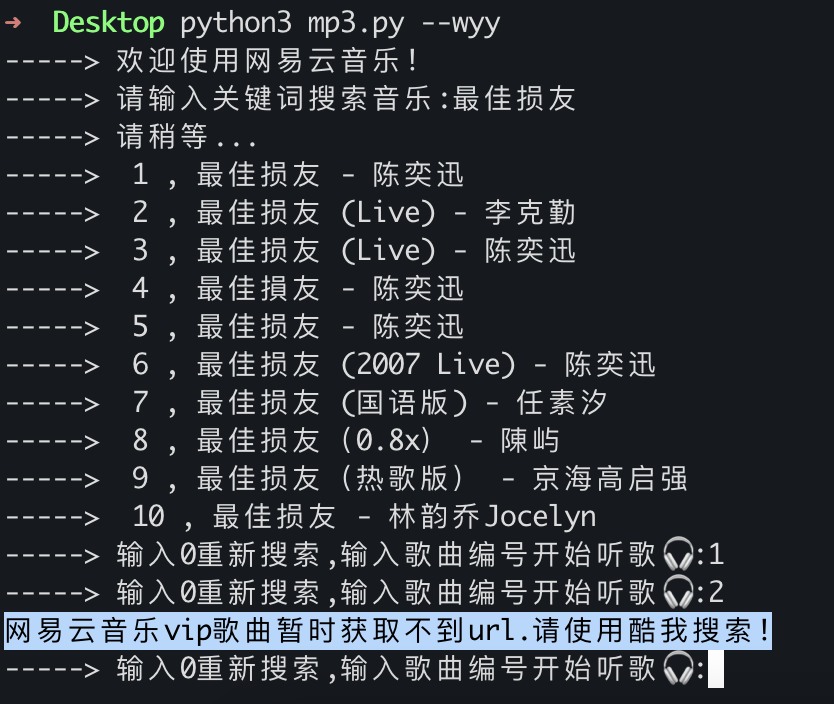 → Desktop python3 mp3.py --wyy
-----> 欢迎使用网易云音乐!
-----> 请输入关键词搜索音乐:最佳损友
-----> 请稍等...
-----> 1 , 最佳损友 - 陈奕迅
-----> 2 , 最佳损友 (Live) - 李克勤
-----> 3 , 最佳损友 (Live) - 陈奕迅
-----> 4 , 最佳損友 - 陈奕迅
-----> 5 , 最佳损友 - 陈奕迅
-----> 6 , 最佳损友 (2007 Live) - 陈奕迅
-----> 7 , 最佳损友 (国语版) - 任素汐
-----> 8 , 最佳损友（0.8x） - 陳屿
-----> 9 , 最佳损友（热歌版） - 京海高启强
-----> 10 , 最佳损友 - 林韵乔Jocelyn
-----> 输入0重新搜索,输入歌曲编号开始听歌🎧:1
-----> 输入0重新搜索,输入歌曲编号开始听歌🎧:2
网易云音乐vip歌曲暂时获取不到url.请使用酷我搜索!
-----> 输入0重新搜索,输入歌曲编号开始听歌🎧: